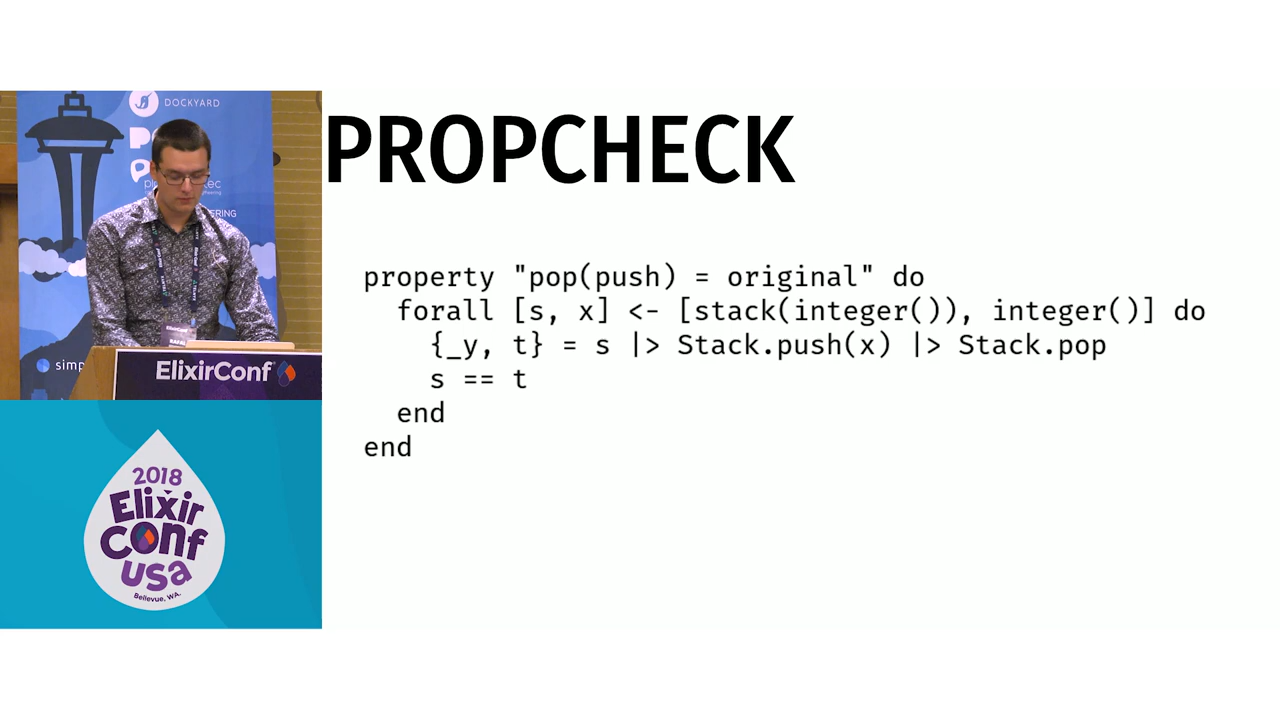 DOCKYARD
simp
ElixirConf
2018
Elixir
Conf
USA
Bellevue, WA.
PROPCHECK
property "pop(push) = original" do
  forall [s, x] <- [stack(integer()), integer()] do
    {_y, t} = s |> Stack.push(x) |> Stack.pop
    s == t
  end
end